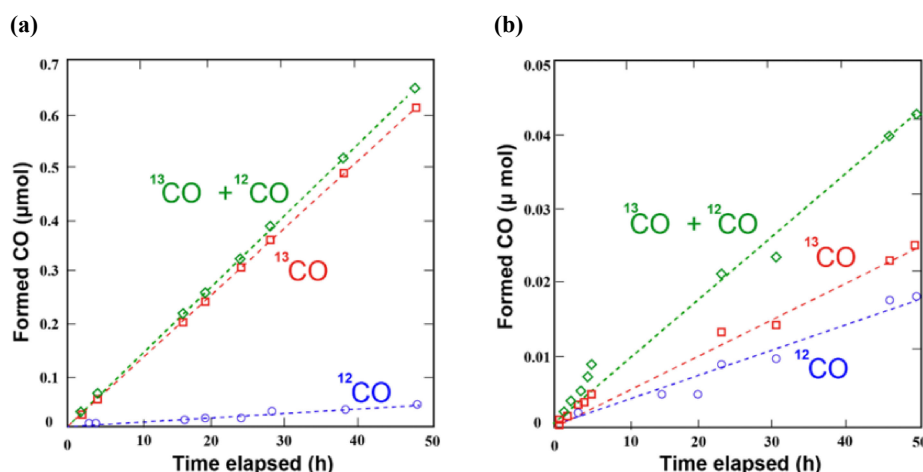 (a)
(b)
0.7
0.6
0.5
0.4
0.3
0.2
0.1
0
0 10 20 30 40 50
Formed CO (μmol)
Time elapsed (h)
¹³CO + ¹²CO
¹³CO
¹²CO
0.05
0.04
0.03
0.02
0.01
0
0 10 20 30 40 50
Formed CO (μ mol)
Time elapsed (h)
¹³CO + ¹²CO
¹³CO
¹²CO